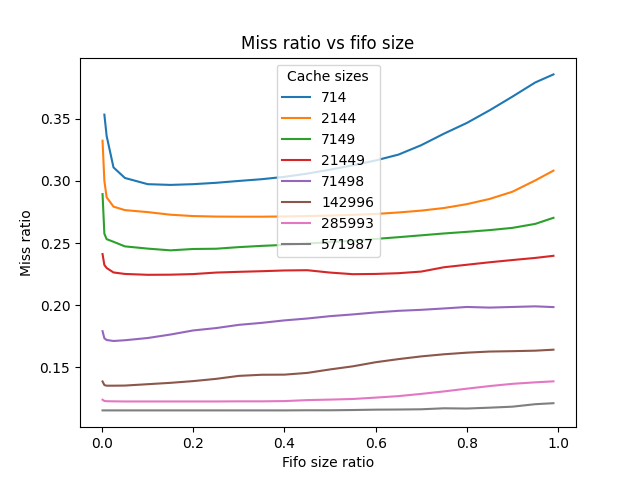 Miss ratio vs fifo size
Cache sizes
714
2144
7149
21449
71498
142996
285993
571987
Miss ratio
0.35
0.30
0.25
0.20
0.15
0.0 0.2 0.4 0.6 0.8 1.0
Fifo size ratio